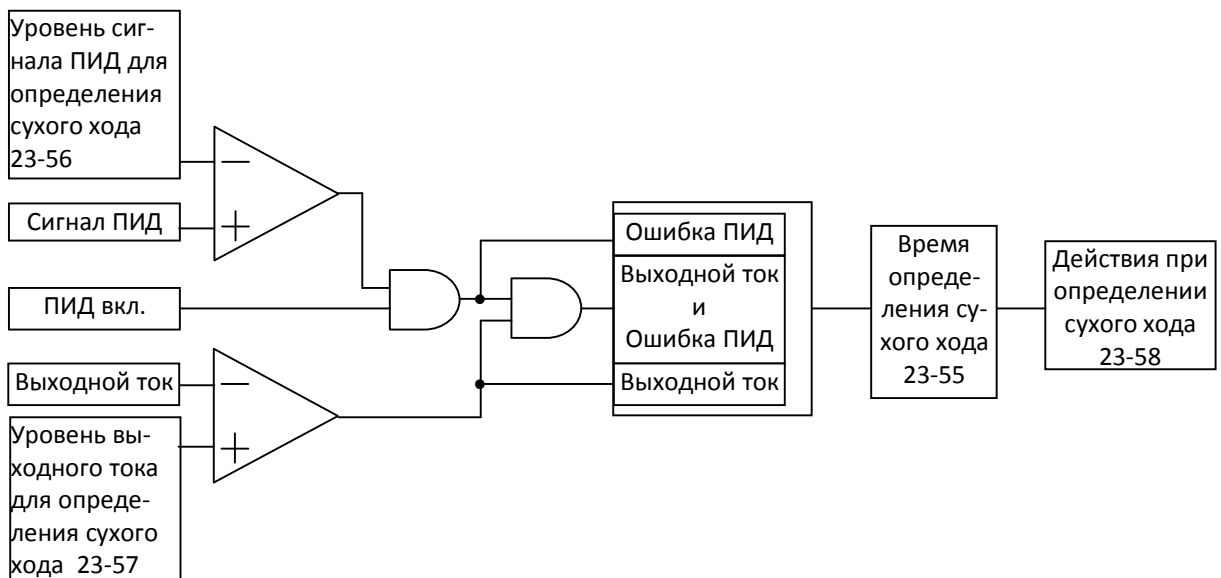 Уровень сиг-
нала ПИД для
определения
сухого хода
23-56
Сигнал ПИД
ПИД вкл.
Выходной ток
Уровень вы-
ходного тока
для опреде-
ления сухого
хода 23-57
Ошибка ПИД
Выходной ток
и
Ошибка ПИД
Выходной ток
Время
опреде-
ления су-
хого хода
23-55
Действия при
определении
сухого хода
23-58